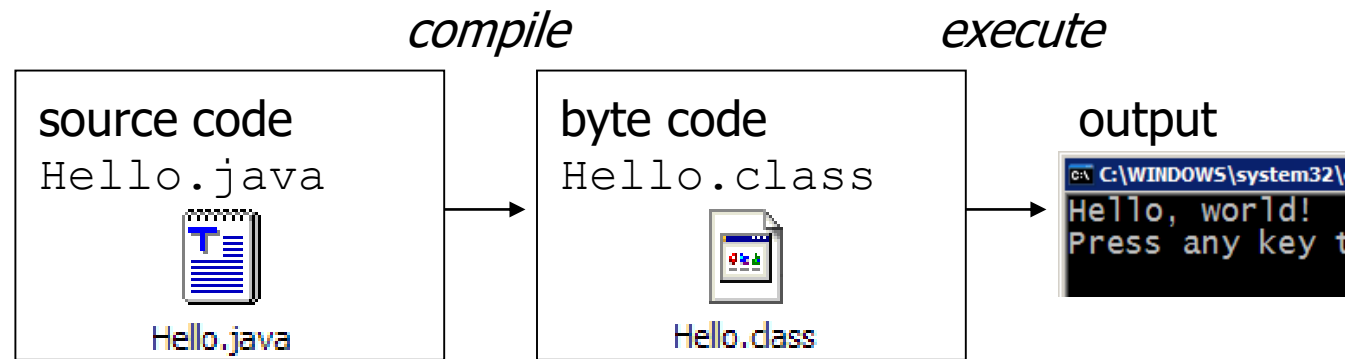 compile execute
source code
Hello.java
Hello.java
byte code
Hello.class
Hello.class
output
C:\WINDOWS\system32\
Hello, world!
Press any key t